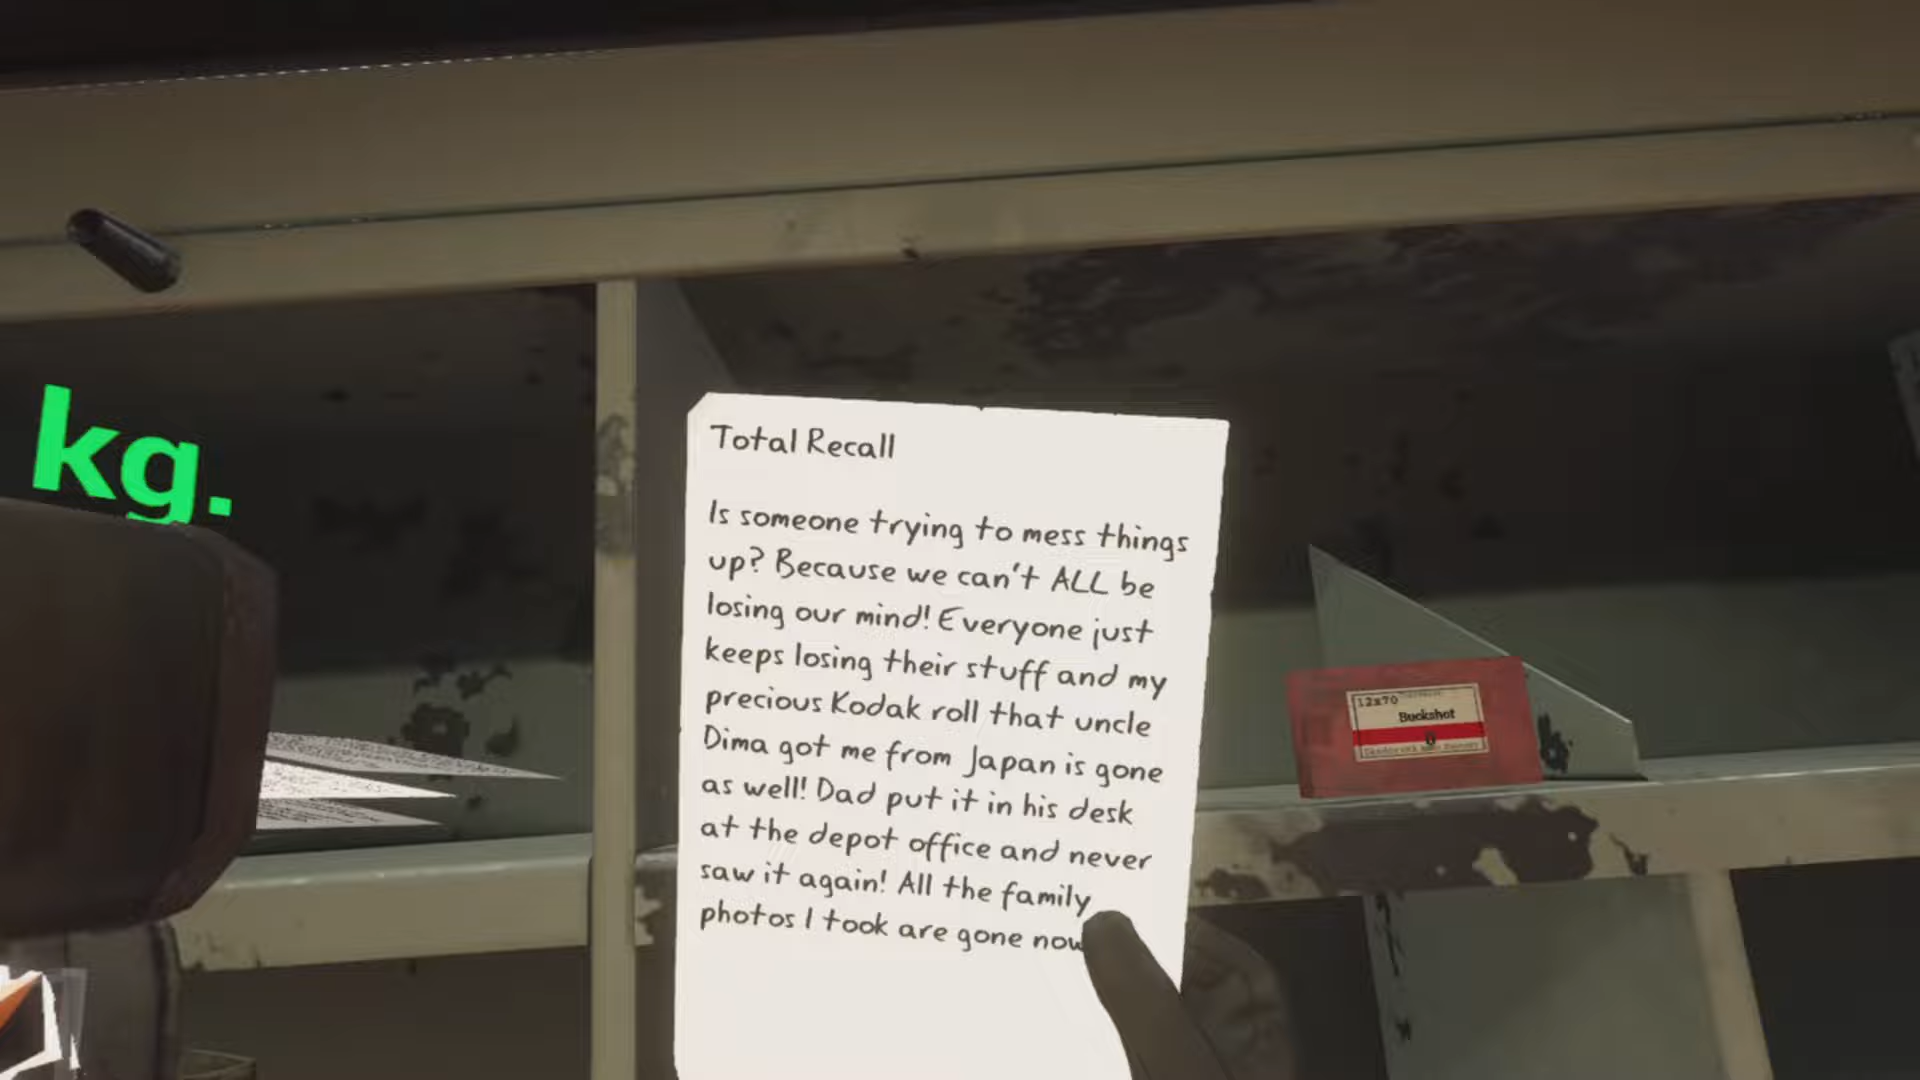 kg.
Total Recall
Is someone trying to mess things
up? Because we can't ALL be
losing our mind! Everyone just
keeps losing their stuff and my
precious Kodak roll that uncle
Dima got me from Japan is gone
as well! Dad put it in his desk
at the depot office and never
saw it again! All the family
photos I took are gone now
12x70
Buckshot
0